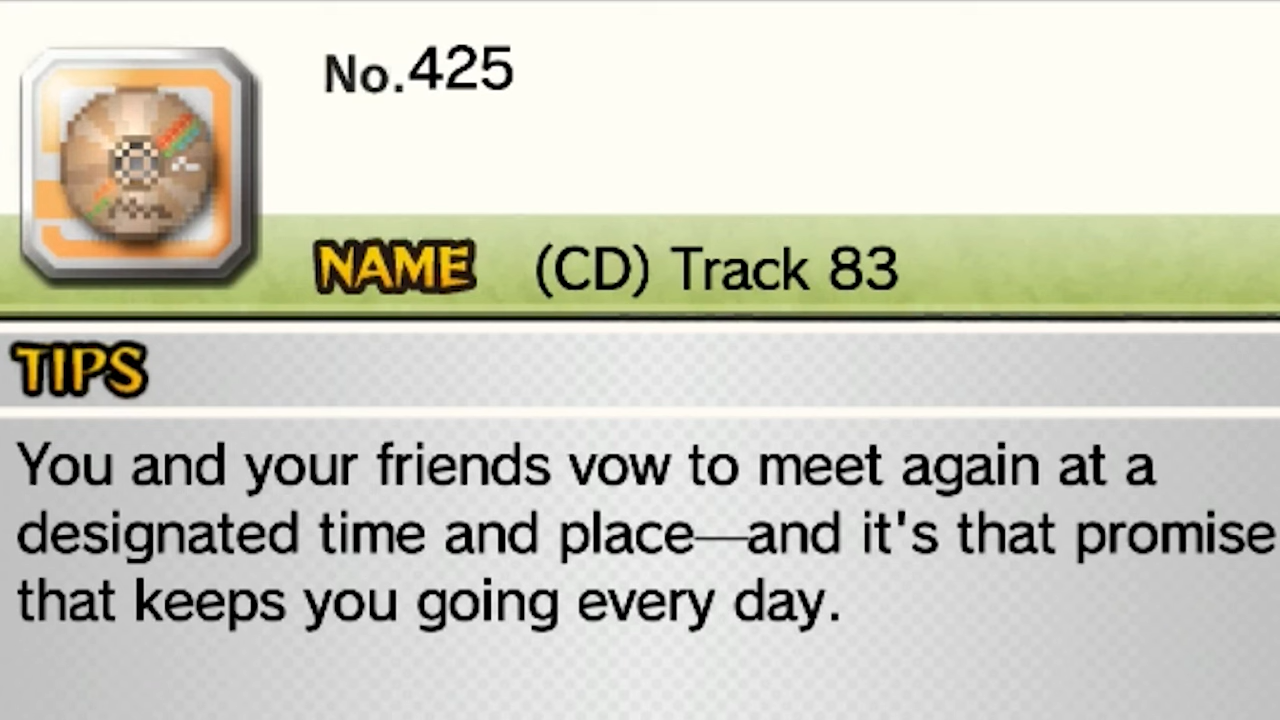 No.425
NAME (CD) Track 83
TIPS
You and your friends vow to meet again at a
designated time and place—and it's that promise
that keeps you going every day.